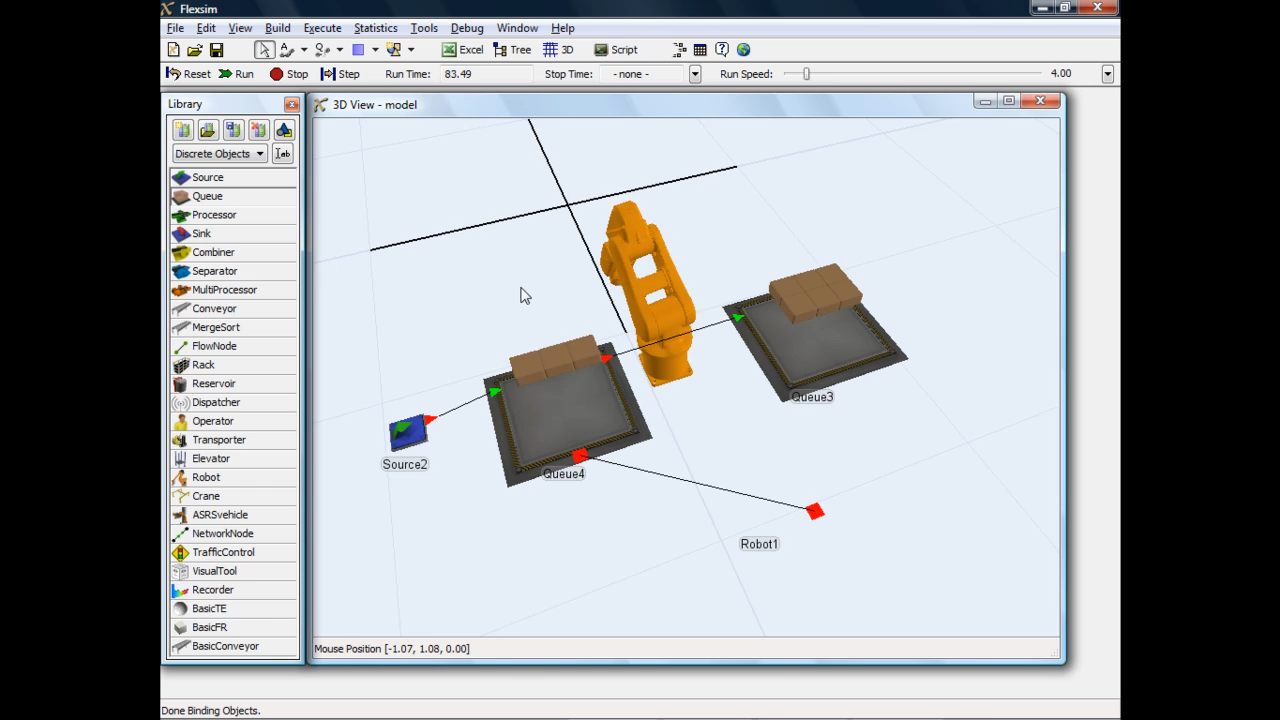 Flexsim
File Edit View Build Execute Statistics Tools Debug Window Help
Excel Tree 3D Script
Reset Run Stop Step Run Time: 83.49 Stop Time: - none - Run Speed: 4.00
Library
3D View - model
Discrete Objects
ab
Source
Queue
Processor
Sink
Combiner
Separator
MultiProcessor
Conveyor
MergeSort
FlowNode
Rack
Reservoir
Dispatcher
Operator
Transporter
Elevator
Robot
Crane
ASRSvehicle
NetworkNode
TrafficControl
VisualTool
Recorder
BasicTE
BasicFR
BasicConveyor
Queue3
Source2
Queue4
Robot1
Mouse Position [-1.07, 1.08, 0.00]
Done Binding Objects.